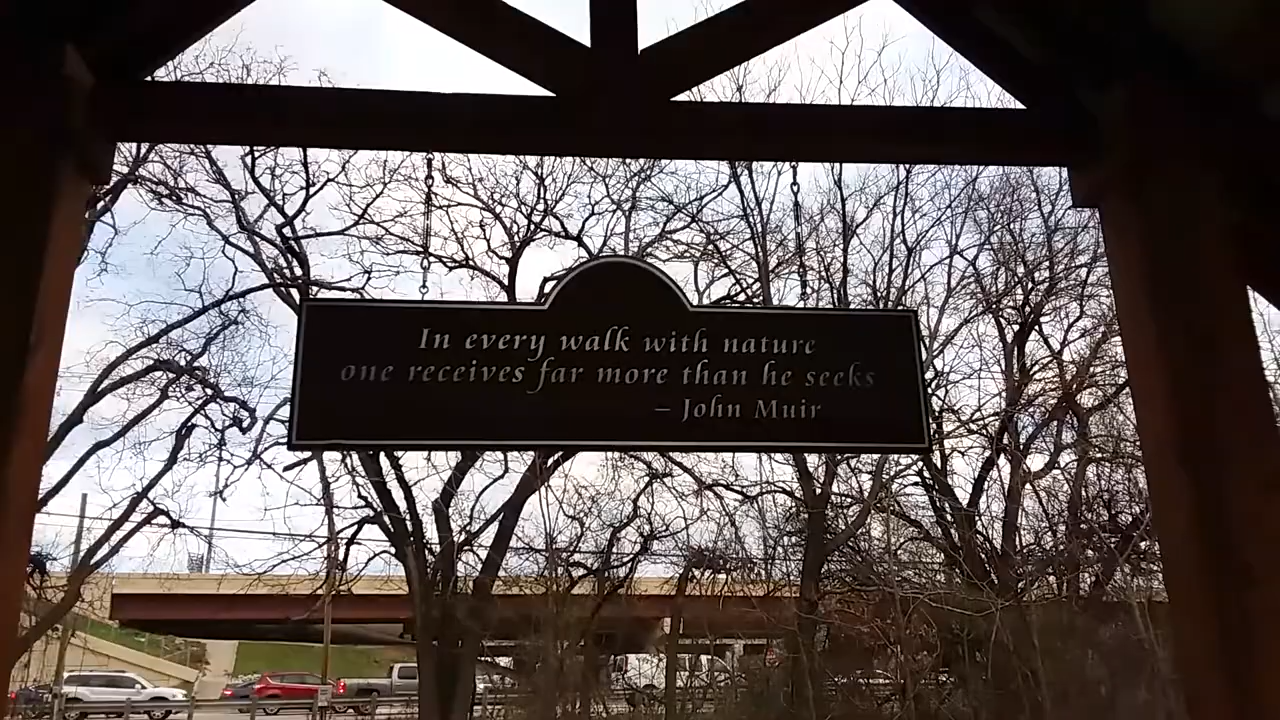 In every walk with nature
one receives far more than he seeks
– John Muir